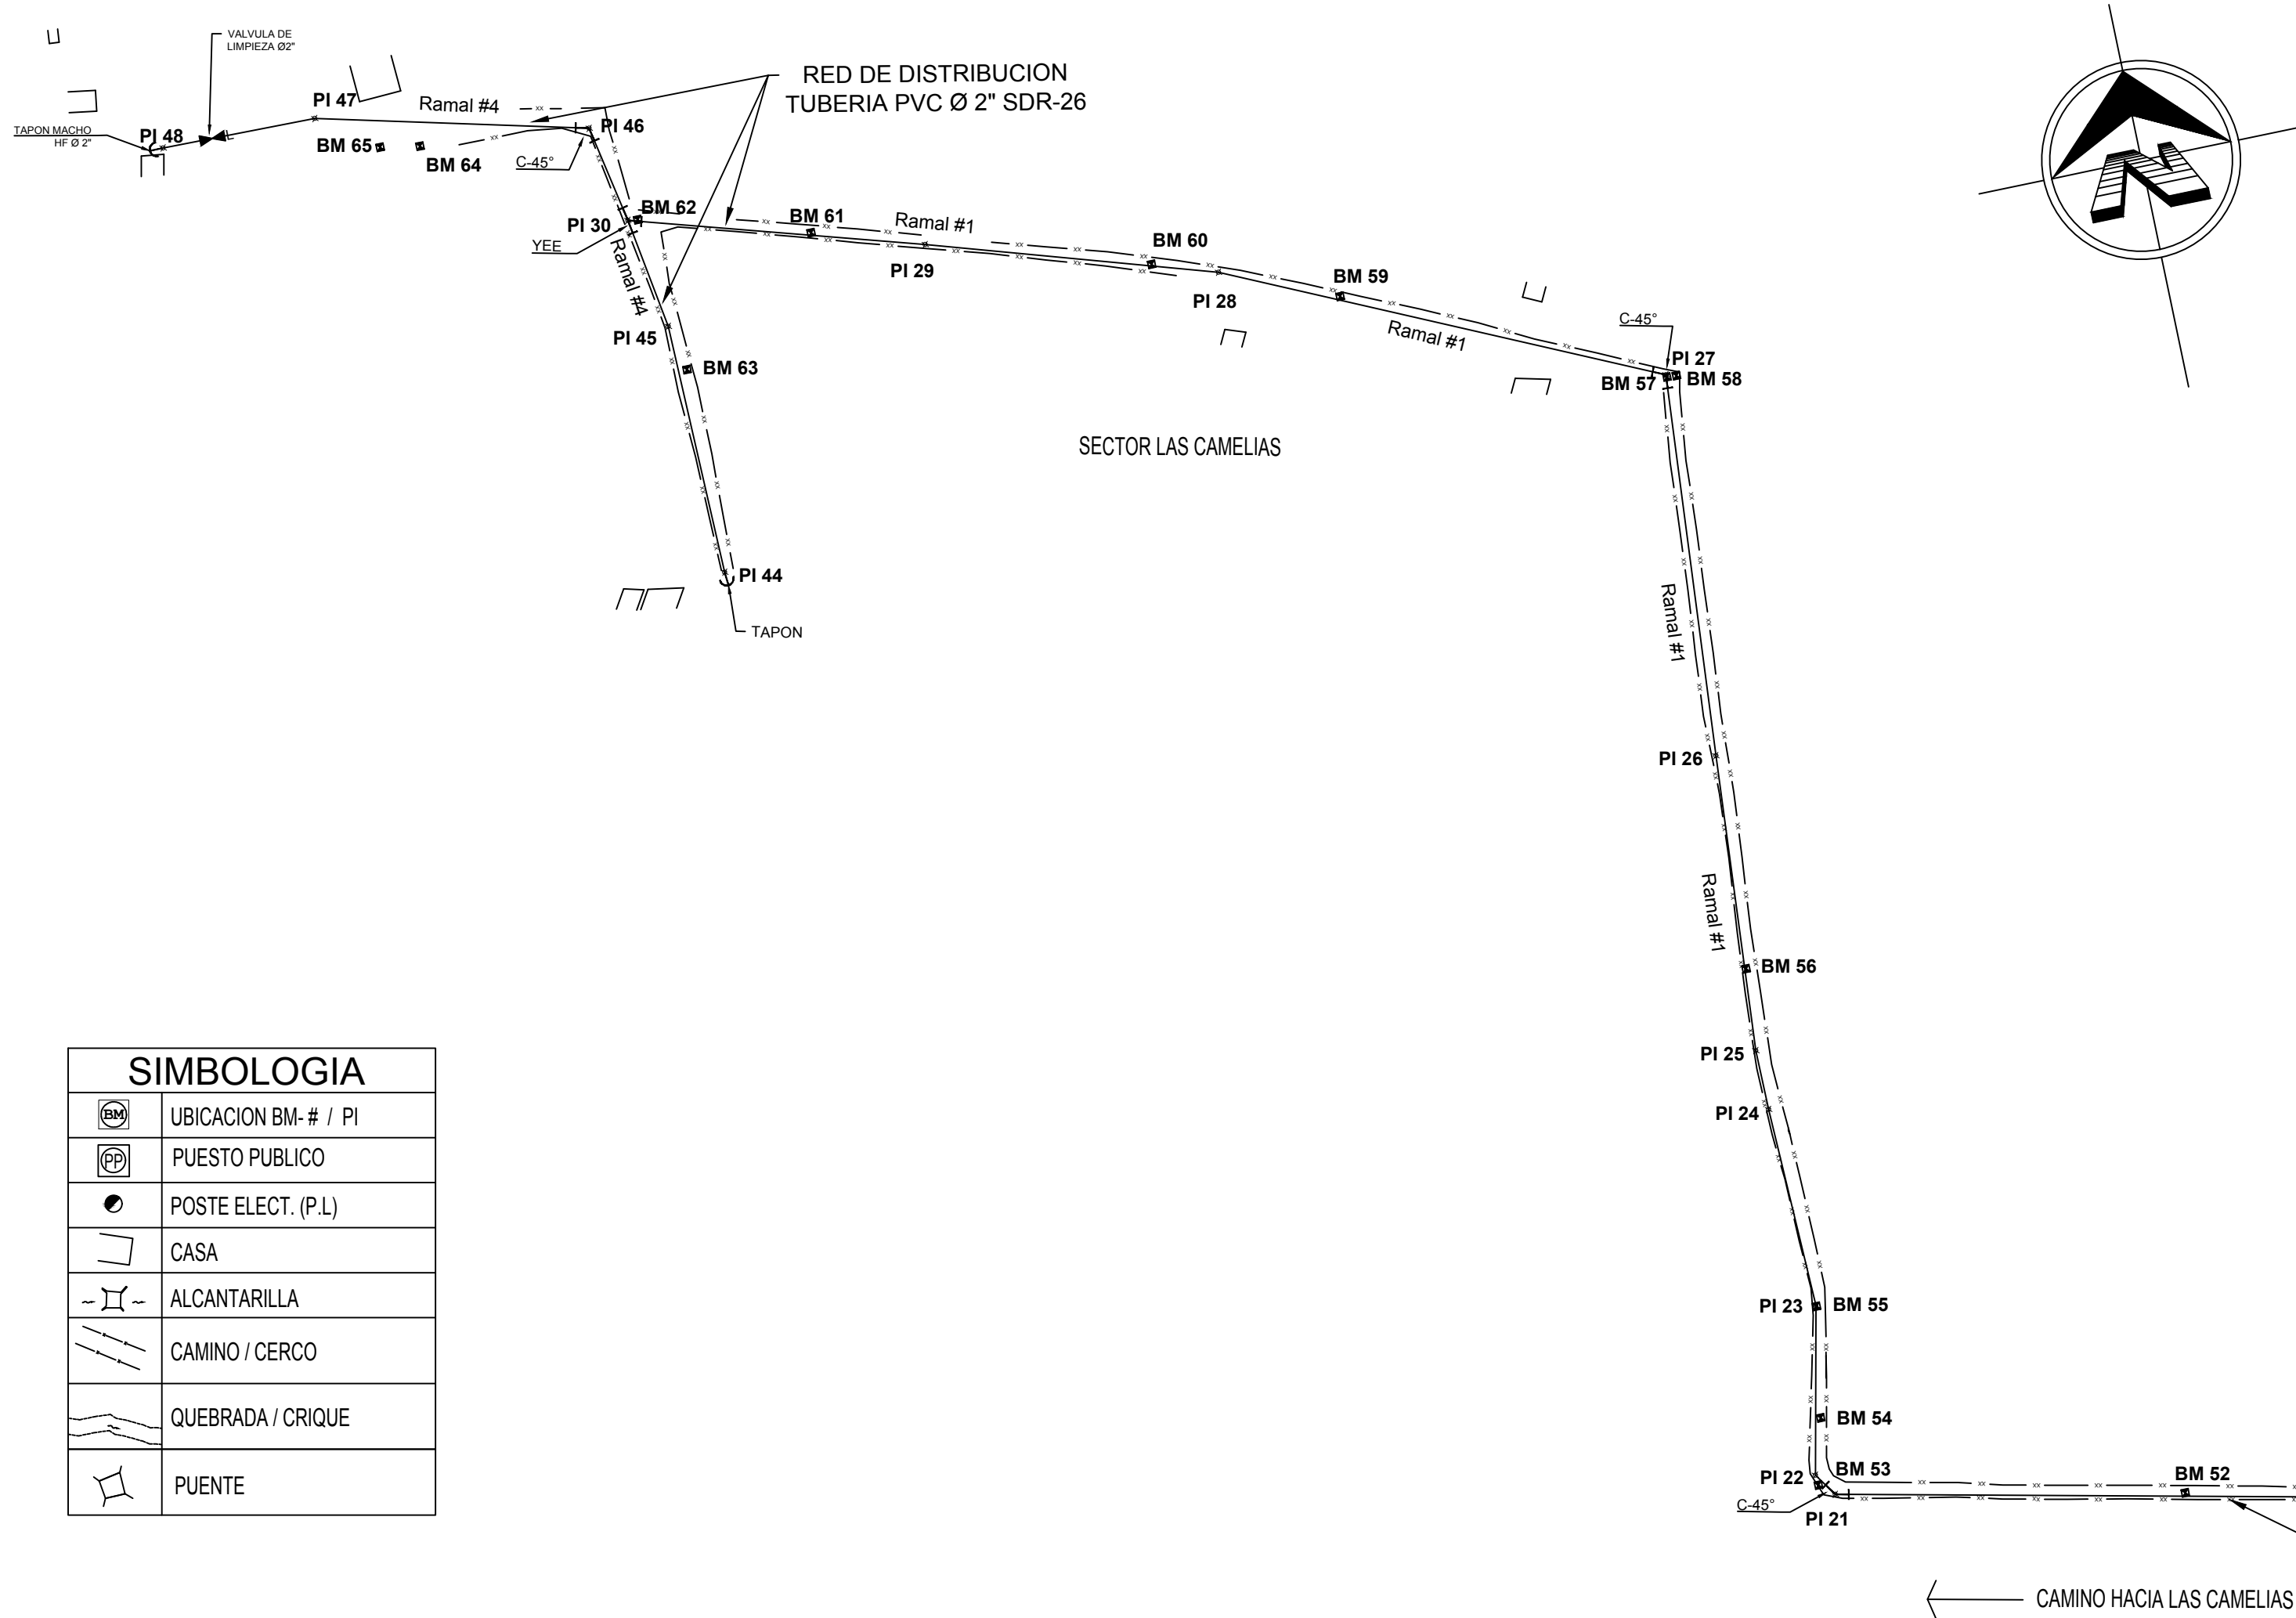 VALVULA DE
LIMPIEZA Ø2"
RED DE DISTRIBUCION
TUBERIA PVC Ø 2" SDR-26
PI 47
Ramal #4
PI 46
TAPON MACHO
HF Ø 2"
PI 48
BM 65
BM 64
C-45°
BM 62
PI 30
YEE
BM 61
Ramal #1
BM 60
PI 29
BM 59
PI 28
Ramal #4
PI 45
BM 63
Ramal #1
C-45°
PI 27
BM 57
BM 58
N
SECTOR LAS CAMELIAS
PI 44
TAPON
Ramal #1
PI 26
Ramal #1
BM 56
PI 25
PI 24
PI 23
BM 55
BM 54
PI 22
BM 53
BM 52
C-45°
PI 21
CAMINO HACIA LAS CAMELIAS
SIMBOLOGIA
BM
UBICACION BM- # / PI
PP
PUESTO PUBLICO
POSTE ELECT. (P.L)
CASA
ALCANTARILLA
CAMINO / CERCO
QUEBRADA / CRIQUE
PUENTE